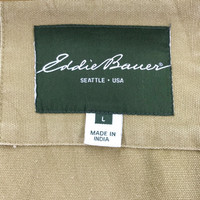 Eddie Bauer
SEATTLE • USA
L
MADE IN
INDIA